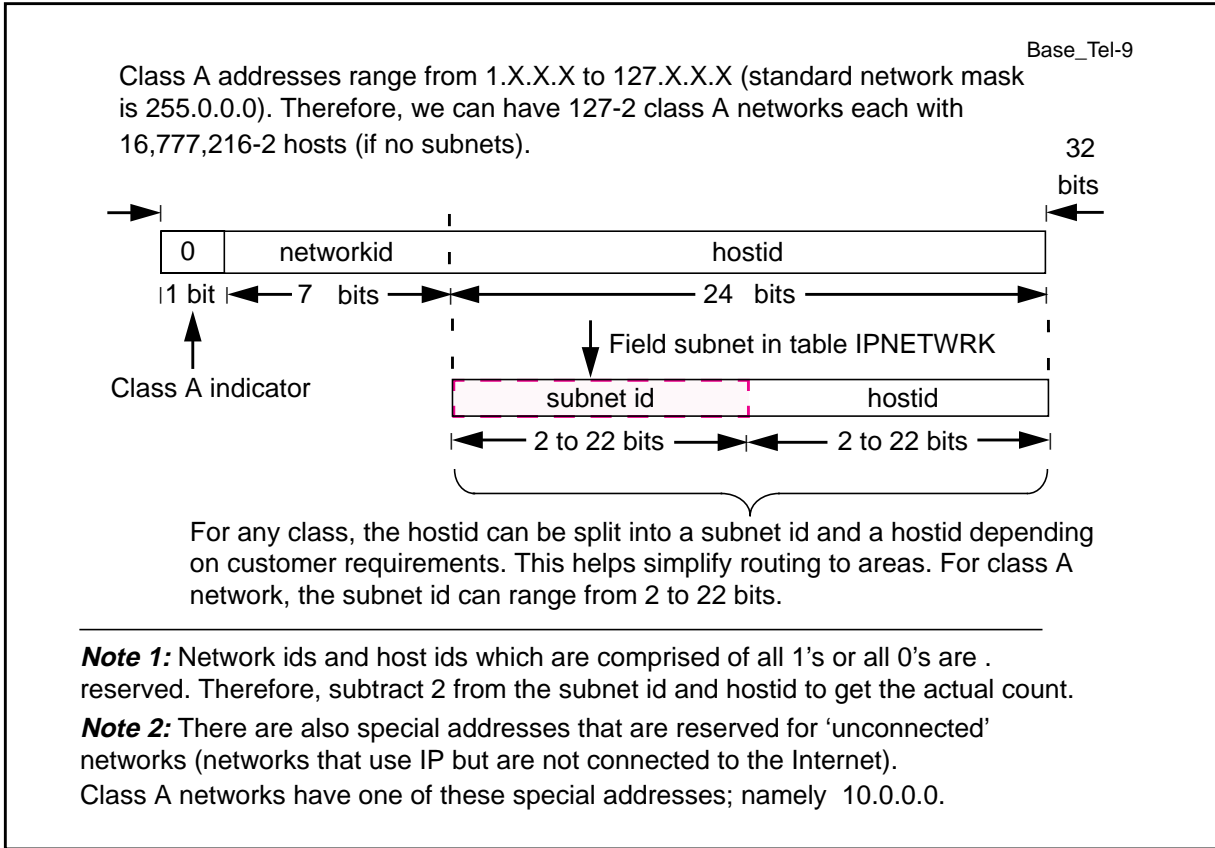 Base_Tel-9
Class A addresses range from 1.X.X.X to 127.X.X.X (standard network mask
is 255.0.0.0). Therefore, we can have 127-2 class A networks each with
16,777,216-2 hosts (if no subnets).
32
bits
0 networkid hostid
1 bit 7 bits 24 bits
Field subnet in table IPNETWRK
Class A indicator
subnet id hostid
2 to 22 bits 2 to 22 bits
For any class, the hostid can be split into a subnet id and a hostid depending
on customer requirements. This helps simplify routing to areas. For class A
network, the subnet id can range from 2 to 22 bits.
Note 1: Network ids and host ids which are comprised of all 1’s or all 0’s are .
reserved. Therefore, subtract 2 from the subnet id and hostid to get the actual count.
Note 2: There are also special addresses that are reserved for ‘unconnected’
networks (networks that use IP but are not connected to the Internet).
Class A networks have one of these special addresses; namely 10.0.0.0.